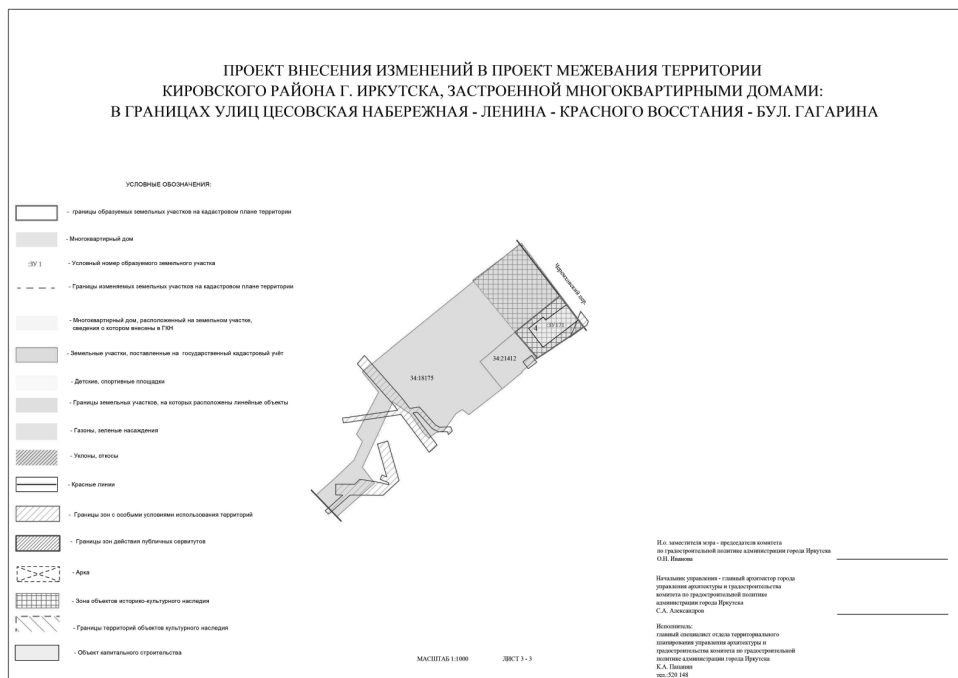 ПРОЕКТ ВНЕСЕНИЯ ИЗМЕНЕНИЙ В ПРОЕКТ МЕЖЕВАНИЯ ТЕРРИТОРИИ
КИРОВСКОГО РАЙОНА Г. ИРКУТСКА, ЗАСТРОЕННОЙ МНОГОКВАРТИРНЫМИ ДОМАМИ:
В ГРАНИЦАХ УЛИЦ ЦЕСОВСКАЯ НАБЕРЕЖНАЯ - ЛЕНИНА - КРАСНОГО ВОССТАНИЯ - БУЛ. ГАГАРИНА
УСЛОВНЫЕ ОБОЗНАЧЕНИЯ:
- границы образуемых земельных участков на кадастровом плане территории
- Многоквартирный дом
:ЗУ 1 - Условный номер образуемого земельного участка
- Границы изменяемых земельных участков на кадастровом плане территории
- Многоквартирный дом, расположенный на земельном участке,
сведения о котором внесены в ГКН
- Земельные участки, поставленные на государственный кадастровый учёт
- Детские, спортивные площадки
- Границы земельных участков, на которых расположены линейные объекты
- Газоны, зеленые насаждения
- Уклоны, откосы
- Красные линии
- Границы зон с особыми условиями использования территорий
- Границы зон действия публичных сервитутов
- Арка
- Зона объектов историко-культурного наследия
- Границы территорий объектов культурного наследия
- Объект капитального строительства
пер.
4
34:21412
34:18175
МАСШТАБ 1:1000 ЛИСТ 3 - 3
И.о. заместителя мэра - председателя комитета
по градостроительной политике администрации города Иркутска
О.Н. Иванова
Начальник управления - главный архитектор города
управления архитектуры и градостроительства
комитета по градостроительной политике
администрации города Иркутска
С.А. Александров
Исполнитель:
главный специалист отдела территориального
планирования управления архитектуры и
градостроительства комитета по градостроительной
политике администрации города Иркутска
К.А.
тел.:520 148